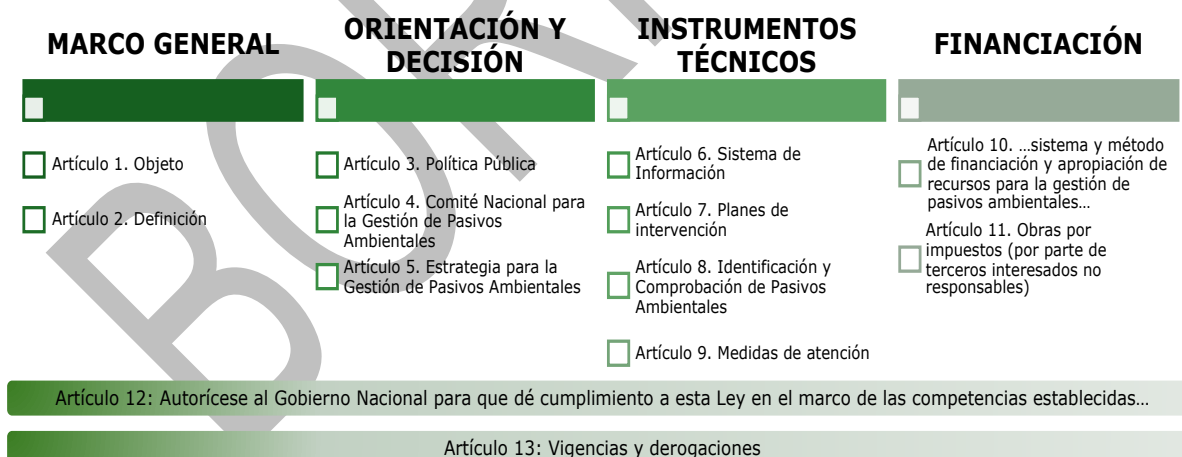 MARCO GENERAL
Artículo 1. Objeto
Artículo 2. Definición
ORIENTACIÓN Y
DECISIÓN
Artículo 3. Política Pública
Artículo 4. Comité Nacional para
la Gestión de Pasivos
Ambientales
Artículo 5. Estrategia para la
Gestión de Pasivos Ambientales
INSTRUMENTOS
TÉCNICOS
Artículo 6. Sistema de
Información
Artículo 7. Planes de
intervención
Artículo 8. Identificación y
Comprobación de Pasivos
Ambientales
Artículo 9. Medidas de atención
FINANCIACIÓN
Artículo 10. …sistema y método
de financiación y apropiación de
recursos para la gestión de
pasivos ambientales…
Artículo 11. Obras por
impuestos (por parte de
terceros interesados no
responsables)
Artículo 12: Autorícese al Gobierno Nacional para que dé cumplimiento a esta Ley en el marco de las competencias establecidas…
Artículo 13: Vigencias y derogaciones